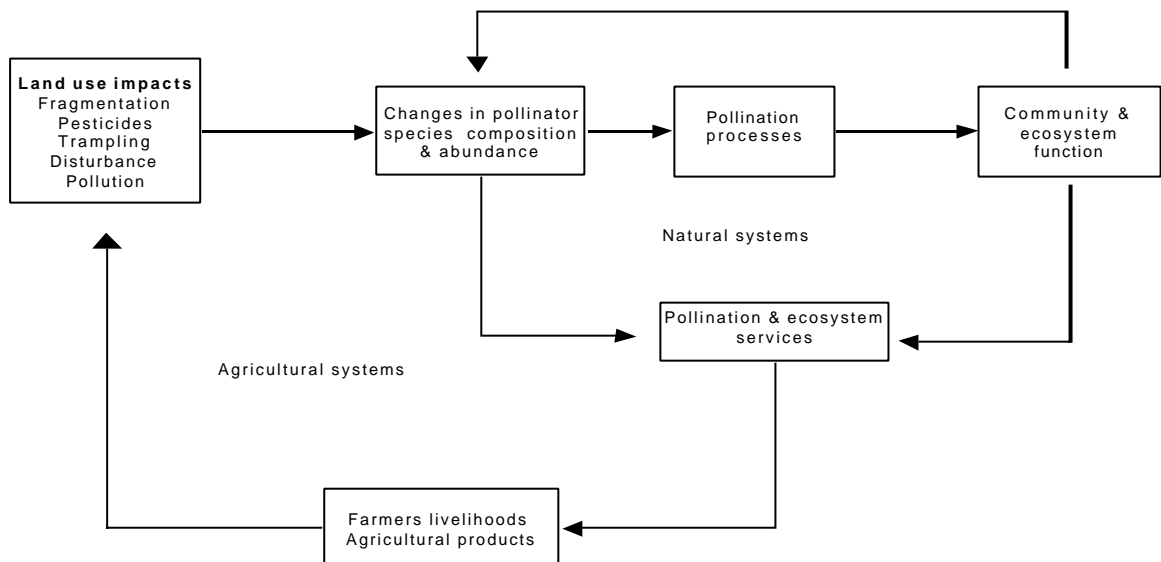 Land use impacts
Fragmentation
Pesticides
Trampling
Disturbance
Pollution
Changes in pollinator
species composition
& abundance
Pollination
processes
Community &
ecosystem
function
Natural systems
Pollination & ecosystem
services
Agricultural systems
Farmers livelihoods
Agricultural products